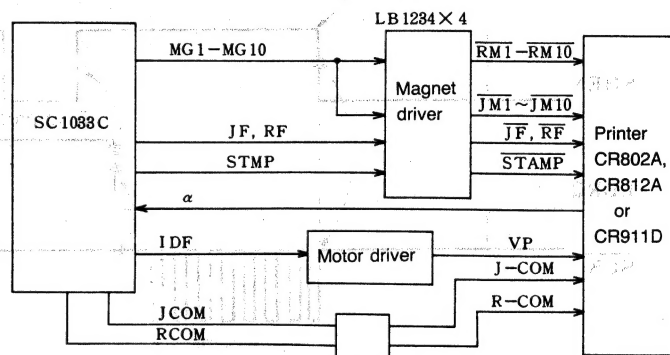 LB1234×4
MG1-MG10
RM1-RM10
Magnet driver
JM1~JM10
SC1033C
JF, RF
JF, RF
STMP
STAMP
Printer
CR802A,
CR812A
or
CR911D
α
IDF
Motor driver
VP
J-COM
R-COM
JCOM
RCOM